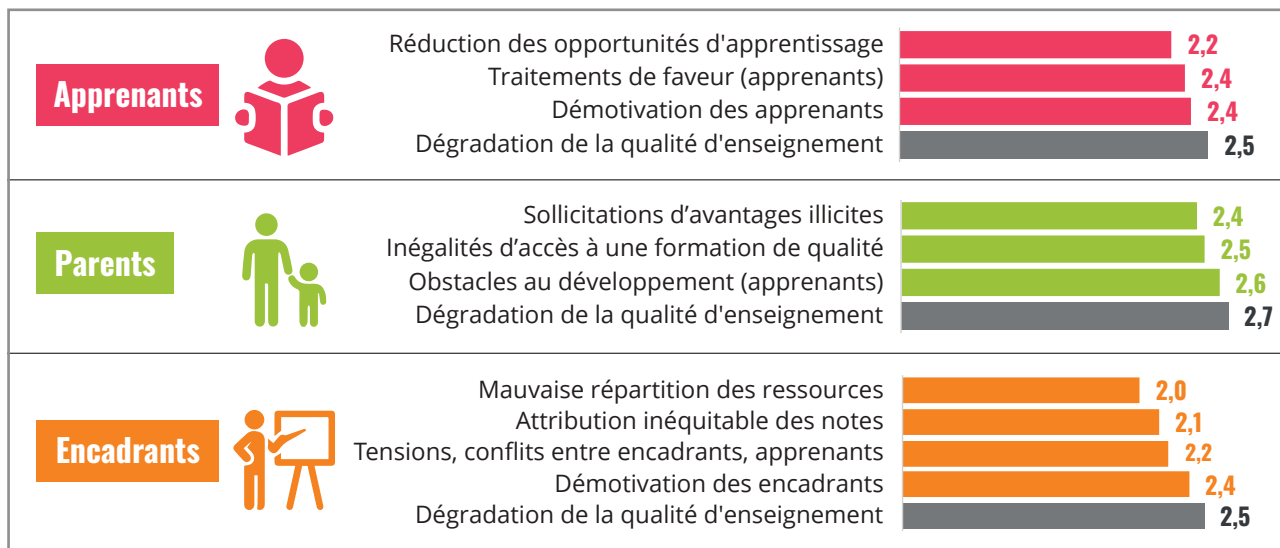 Apprenants
Réduction des opportunités d'apprentissage 2,2
Traitements de faveur (apprenants) 2,4
Démotivation des apprenants 2,4
Dégradation de la qualité d'enseignement 2,5
Parents
Sollicitations d’avantages illicites 2,4
Inégalités d’accès à une formation de qualité 2,5
Obstacles au développement (apprenants) 2,6
Dégradation de la qualité d'enseignement 2,7
Encadrants
Mauvaise répartition des ressources 2,0
Attribution inéquitable des notes 2,1
Tensions, conflits entre encadrants, apprenants 2,2
Démotivation des encadrants 2,4
Dégradation de la qualité d'enseignement 2,5